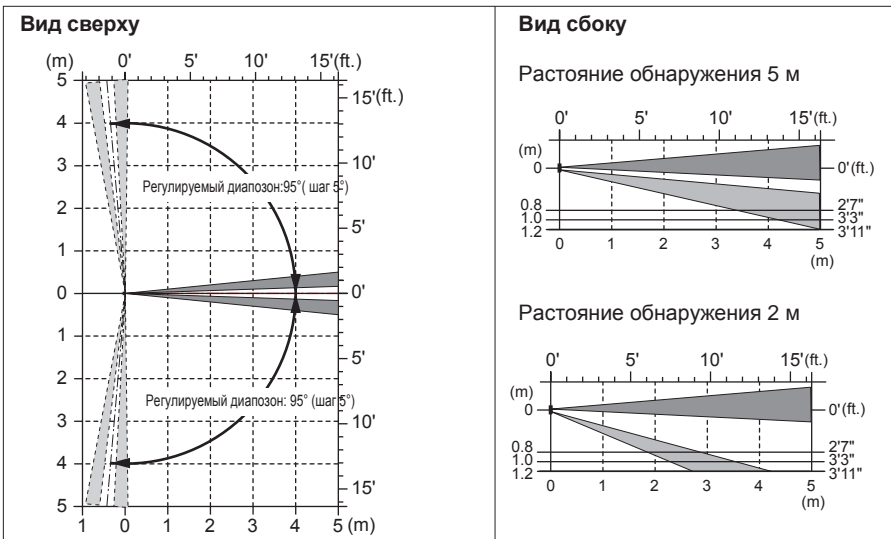 Вид сверху
(m) 0' 5' 10' 15'(ft.)
5
15'(ft.)
4
3
10'
Регулируемый диапозон:95°( шаг 5°)
2
5'
1
0 0'
1
5'
2
Регулируемый диапозон: 95° (шаг 5°)
3
10'
4
15'
5
1 0 1 2 3 4 5 (m)
Вид сбоку
Растояние обнаружения 5 м
0' 5' 10' 15'(ft.)
(m)
0 0'(ft.)
0.8 2'7"
1.0 3'3"
1.2 3'11"
0 1 2 3 4 5
(m)
Растояние обнаружения 2 м
0' 5' 10' 15'(ft.)
(m)
0 0'(ft.)
0.8 2'7"
1.0 3'3"
1.2 3'11"
0 1 2 3 4 5
(m)